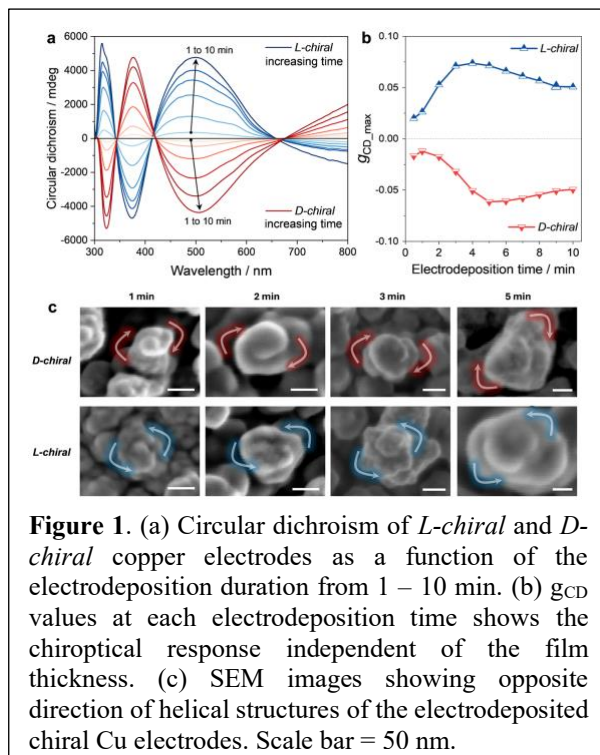 a
b
6000
4000
2000
0
2000
4000
6000
Circular dichroism / mdeg
1 to 10 min
L-chiral
increasing time
1 to 10 min
D-chiral
increasing time
300 400 500 600 700 800
Wavelength / nm
0.10
0.05
0.00
-0.05
-0.10
gCD_max
L-chiral
D-chiral
0 2 4 6 8 10
Electrodeposition time / min
c
1 min 2 min 3 min 5 min
D-chiral
L-chiral
Figure 1. (a) Circular dichroism of L-chiral and D-
chiral copper electrodes as a function of the
electrodeposition duration from 1 – 10 min. (b) gCD
values at each electrodeposition time shows the
chiroptical response independent of the film
thickness. (c) SEM images showing opposite
direction of helical structures of the electrodeposited
chiral Cu electrodes. Scale bar = 50 nm.